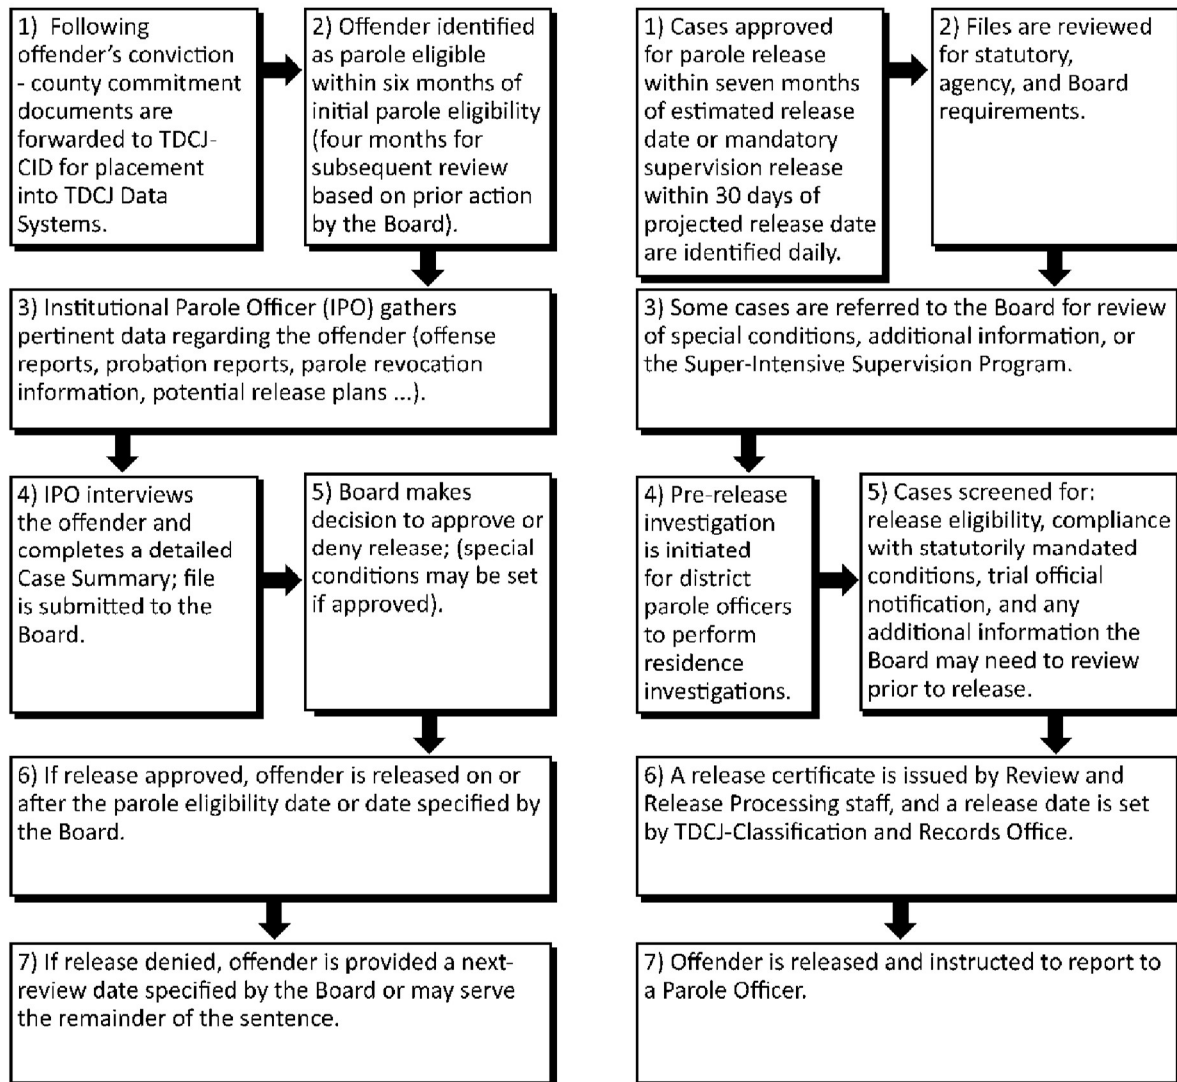 1)  Following
offender's conviction
- county commitment
documents are
forwarded to TDCJ-
CID for placement
into TDCJ Data
Systems.
2) Offender identified
as parole eligible
within six months of
initial parole eligibility
(four months for
subsequent review
based on prior action
by the Board).
3) Institutional Parole Officer (IPO) gathers
pertinent data regarding the offender (offense
reports, probation reports, parole revocation
information, potential release plans ...).
4) IPO interviews
the offender and
completes a detailed
Case Summary; file
is submitted to the
Board.
5) Board makes
decision to approve or
deny release; (special
conditions may be set
if approved).
6) If release approved, offender is released on or
after the parole eligibility date or date specified by
the Board.
7) If release denied, offender is provided a next-
review date specified by the Board or may serve
the remainder of the sentence.
1) Cases approved
for parole release
within seven months
of estimated release
date or mandatory
supervision release
within 30 days of
projected release date
are identified daily.
2) Files are reviewed
for statutory,
agency, and Board
requirements.
3) Some cases are referred to the Board for review
of special conditions, additional information, or
the Super-Intensive Supervision Program.
4) Pre-release
investigation
is initiated
for district
parole officers
to perform
residence
investigations.
5) Cases screened for:
release eligibility, compliance
with statutorily mandated
conditions, trial official
notification, and any
additional information the
Board may need to review
prior to release.
6) A release certificate is issued by Review and
Release Processing staff, and a release date is set
by TDCJ-Classification and Records Office.
7) Offender is released and instructed to report to
a Parole Officer.